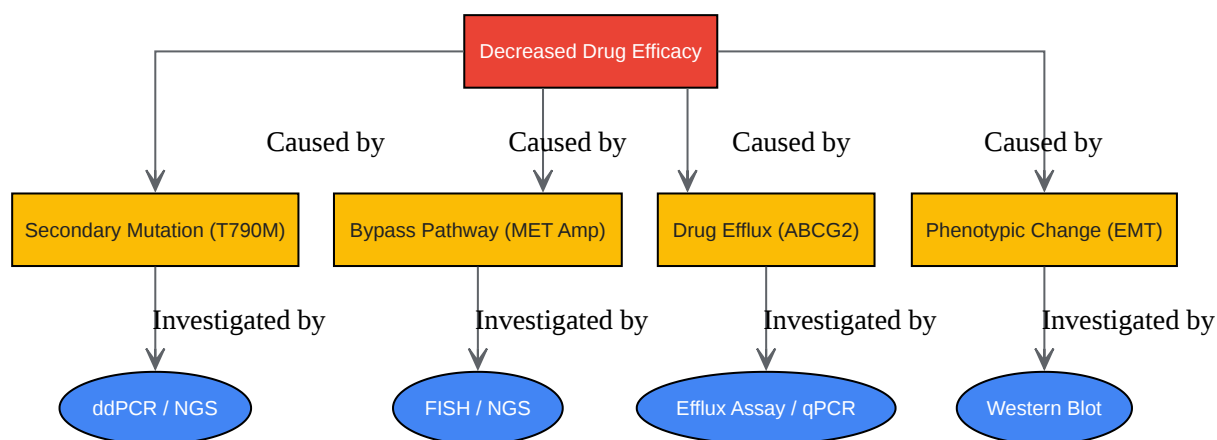 Decreased Drug Efficacy
Caused by
Caused by
Caused by
Caused by
Secondary Mutation (T790M)
Bypass Pathway (MET Amp)
Drug Efflux (ABCG2)
Phenotypic Change (EMT)
Investigated by
Investigated by
Investigated by
Investigated by
ddPCR / NGS
FISH / NGS
Efflux Assay / qPCR
Western Blot